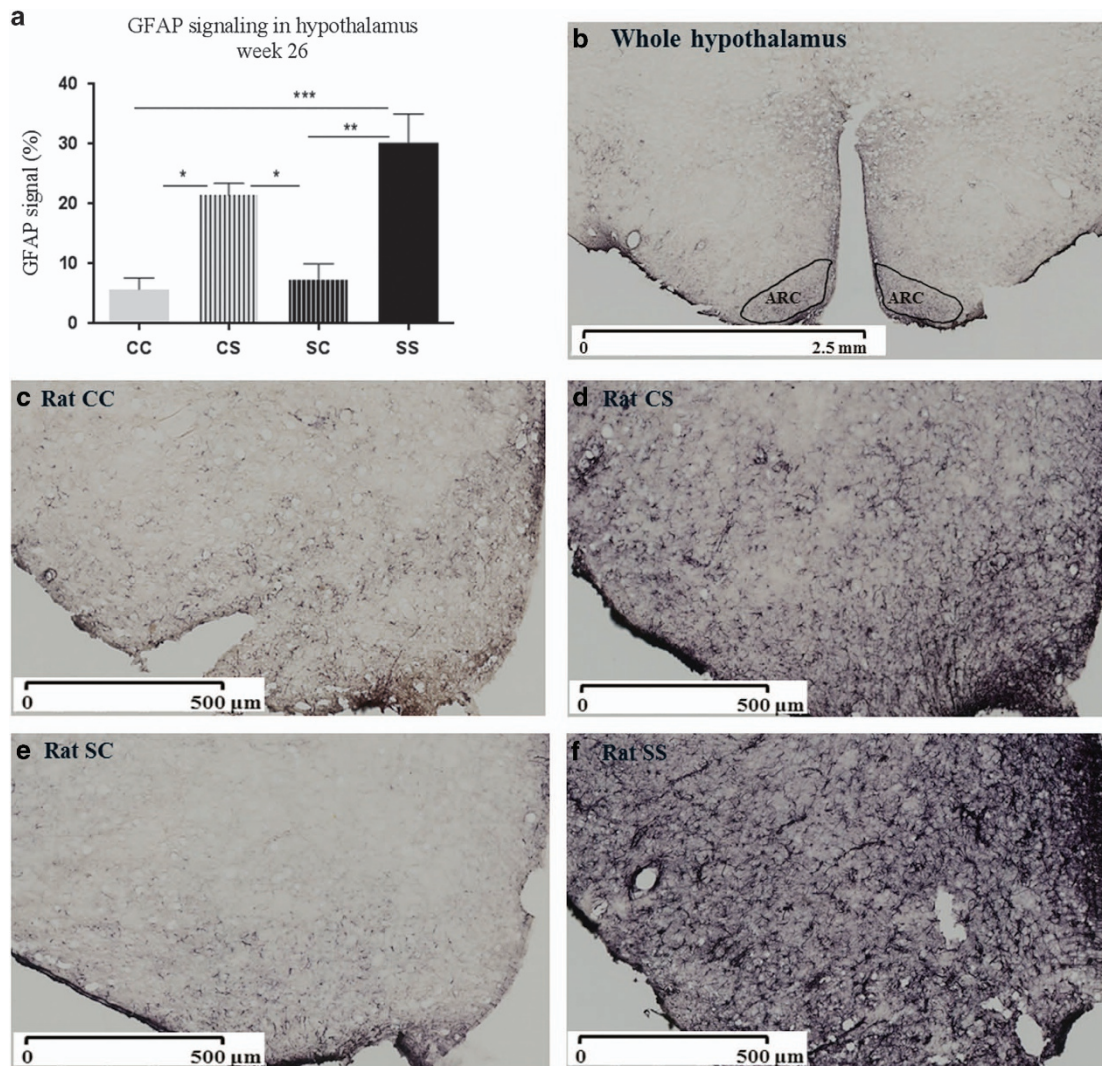 a
GFAP signaling in hypothalamus
week 26
GFAP signal (%)
40
30
20
10
0
***
**
*
*
CC
CS
SC
SS
b Whole hypothalamus
ARC
ARC
0
2.5 mm
c Rat CC
0
500 µm
d Rat CS
0
500 µm
e Rat SC
0
500 µm
f Rat SS
0
500 µm